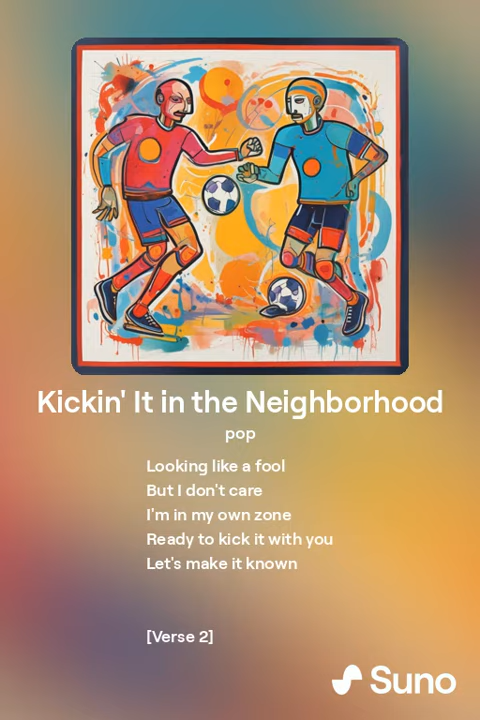 Kickin' It in the Neighborhood
pop
Looking like a fool
But I don't care
I'm in my own zone
Ready to kick it with you
Let's make it known
[Verse 2]
Suno